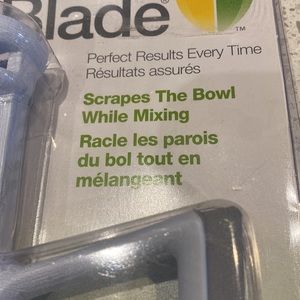 Blade®
™
Perfect Results Every Time
Résultats assurés
Scrapes The Bowl
While Mixing
Racle les parois
du bol tout en
mélangeant